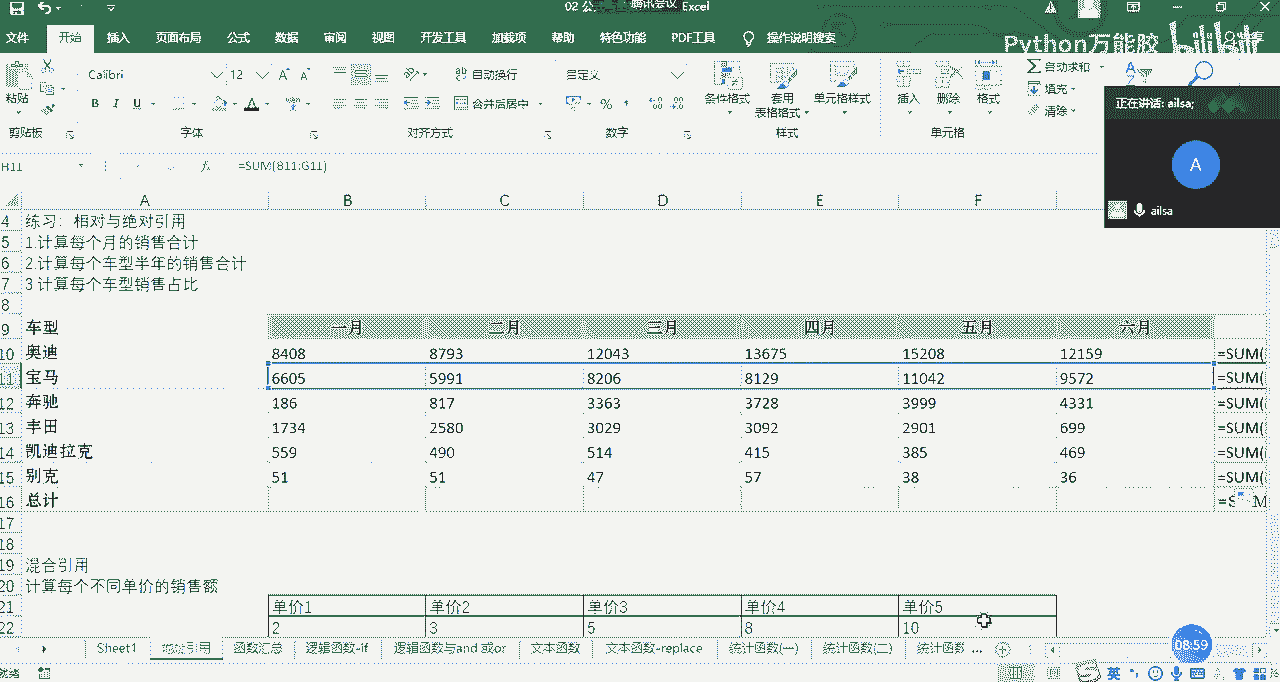 02 公 腾讯会议 Excel
文件 开始 插入 页面布局 公式 数据 审阅 视图 开发工具 加载项 帮助 特色功能 PDF工具 操作说明搜索
Python万能胶 bilibili
Calibri 12 自动换行 自定义 自动求和
粘贴 B I U 合并后居中 % 条件格式 套用 单元格样式 插入 删除 格式 填充
表格格式 清除
剪贴板 字体 对齐方式 数字 样式 单元格
正在讲话: ailsa;
A
ailsa
fx =SUM(B11:G11)
A B C D E F
4 练习：相对与绝对引用
5 1.计算每个月的销售合计
6 2.计算每个车型半年的销售合计
7 3 计算每个车型销售占比
8
9 车型 一月 二月 三月 四月 五月 六月
10 奥迪 8408 8793 12043 13675 15208 12159 =SUM(
11 宝马 6605 5991 8206 8129 11042 9572 =SUM(
12 奔驰 186 817 3363 3728 3999 4331 =SUM(
13 丰田 1734 2580 3029 3092 2901 699 =SUM(
14 凯迪拉克 559 490 514 415 385 469 =SUM(
15 别克 51 51 47 57 38 36 =SUM(
16 总计
17
18
19 混合引用
20 计算每个不同单价的销售额
21 单价1 单价2 单价3 单价4 单价5
22 2 3 5 8 10
Sheet1 绝对引用 函数汇总 逻辑函数-if 逻辑函数与and或or 文本函数 文本函数-replace 统计函数(一) 统计函数(二) 统计函数 ...
08:59
就绪 英